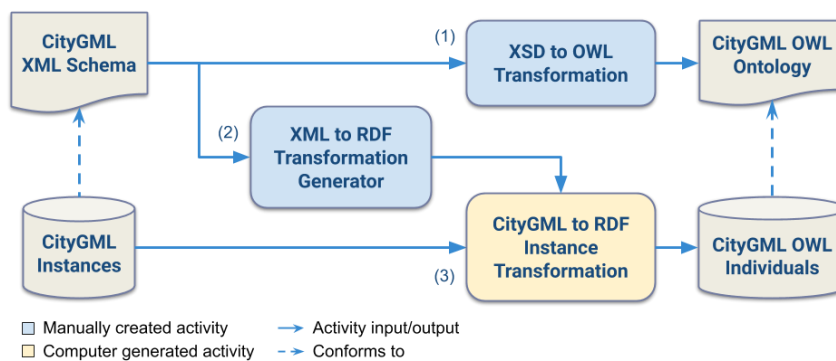 CityGML
XML Schema
(1)
XSD to OWL
Transformation
CityGML OWL
Ontology
(2)
XML to RDF
Transformation
Generator
CityGML
Instances
(3)
CityGML to RDF
Instance
Transformation
CityGML OWL
Individuals
Manually created activity
Activity input/output
Computer generated activity
Conforms to